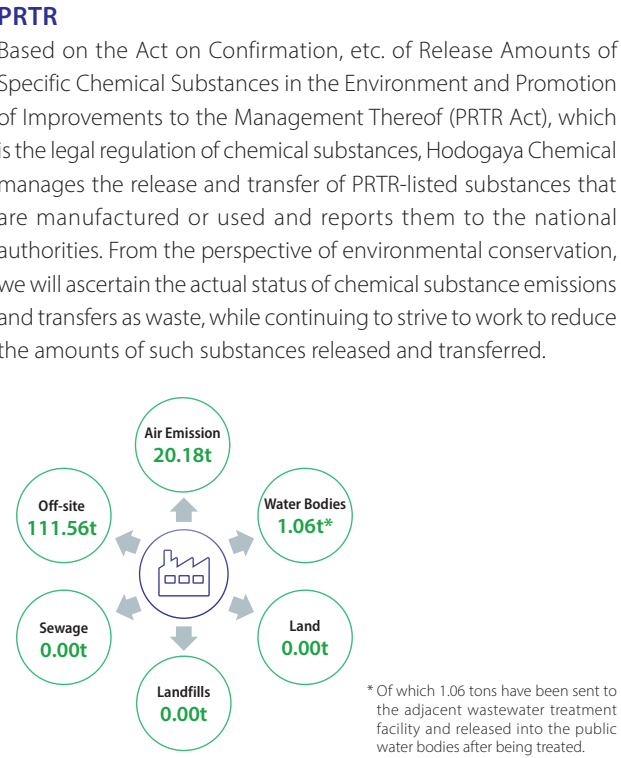 PRTR
Based on the Act on Confirmation, etc. of Release Amounts of
Specific Chemical Substances in the Environment and Promotion
of Improvements to the Management Thereof (PRTR Act), which
is the legal regulation of chemical substances, Hodogaya Chemical
manages the release and transfer of PRTR-listed substances that
are manufactured or used and reports them to the national
authorities. From the perspective of environmental conservation,
we will ascertain the actual status of chemical substance emissions
and transfers as waste, while continuing to strive to work to reduce
the amounts of such substances released and transferred.
Air Emission
20.18t
Off-site
111.56t
Water Bodies
1.06t*
Sewage
0.00t
Land
0.00t
Landfills
0.00t
* Of which 1.06 tons have been sent to
the adjacent wastewater treatment
facility and released into the public
water bodies after being treated.